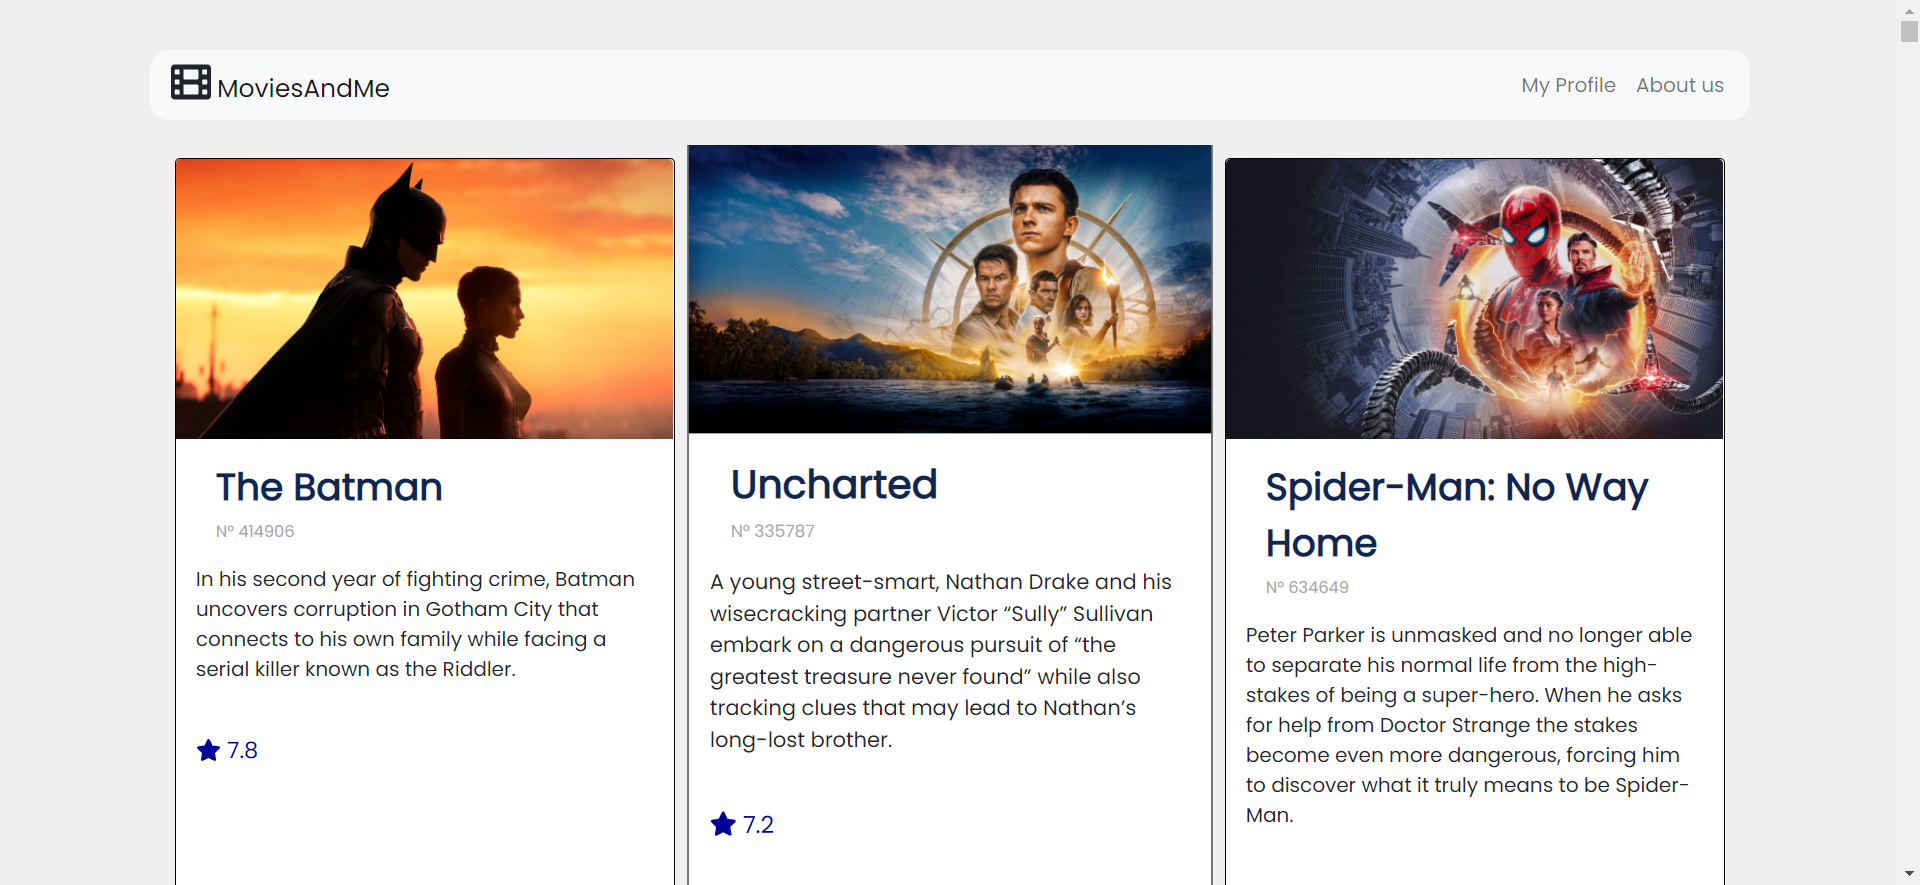 MoviesAndMe
My Profile
About us
The Batman
Nº 414906
In his second year of fighting crime, Batman
uncovers corruption in Gotham City that
connects to his own family while facing a
serial killer known as the Riddler.
7.8
Uncharted
Nº 335787
A young street-smart, Nathan Drake and his
wisecracking partner Victor “Sully” Sullivan
embark on a dangerous pursuit of “the
greatest treasure never found” while also
tracking clues that may lead to Nathan’s
long-lost brother.
7.2
Spider-Man: No Way
Home
Nº 634649
Peter Parker is unmasked and no longer able
to separate his normal life from the high-
stakes of being a super-hero. When he asks
for help from Doctor Strange the stakes
become even more dangerous, forcing him
to discover what it truly means to be Spider-
Man.